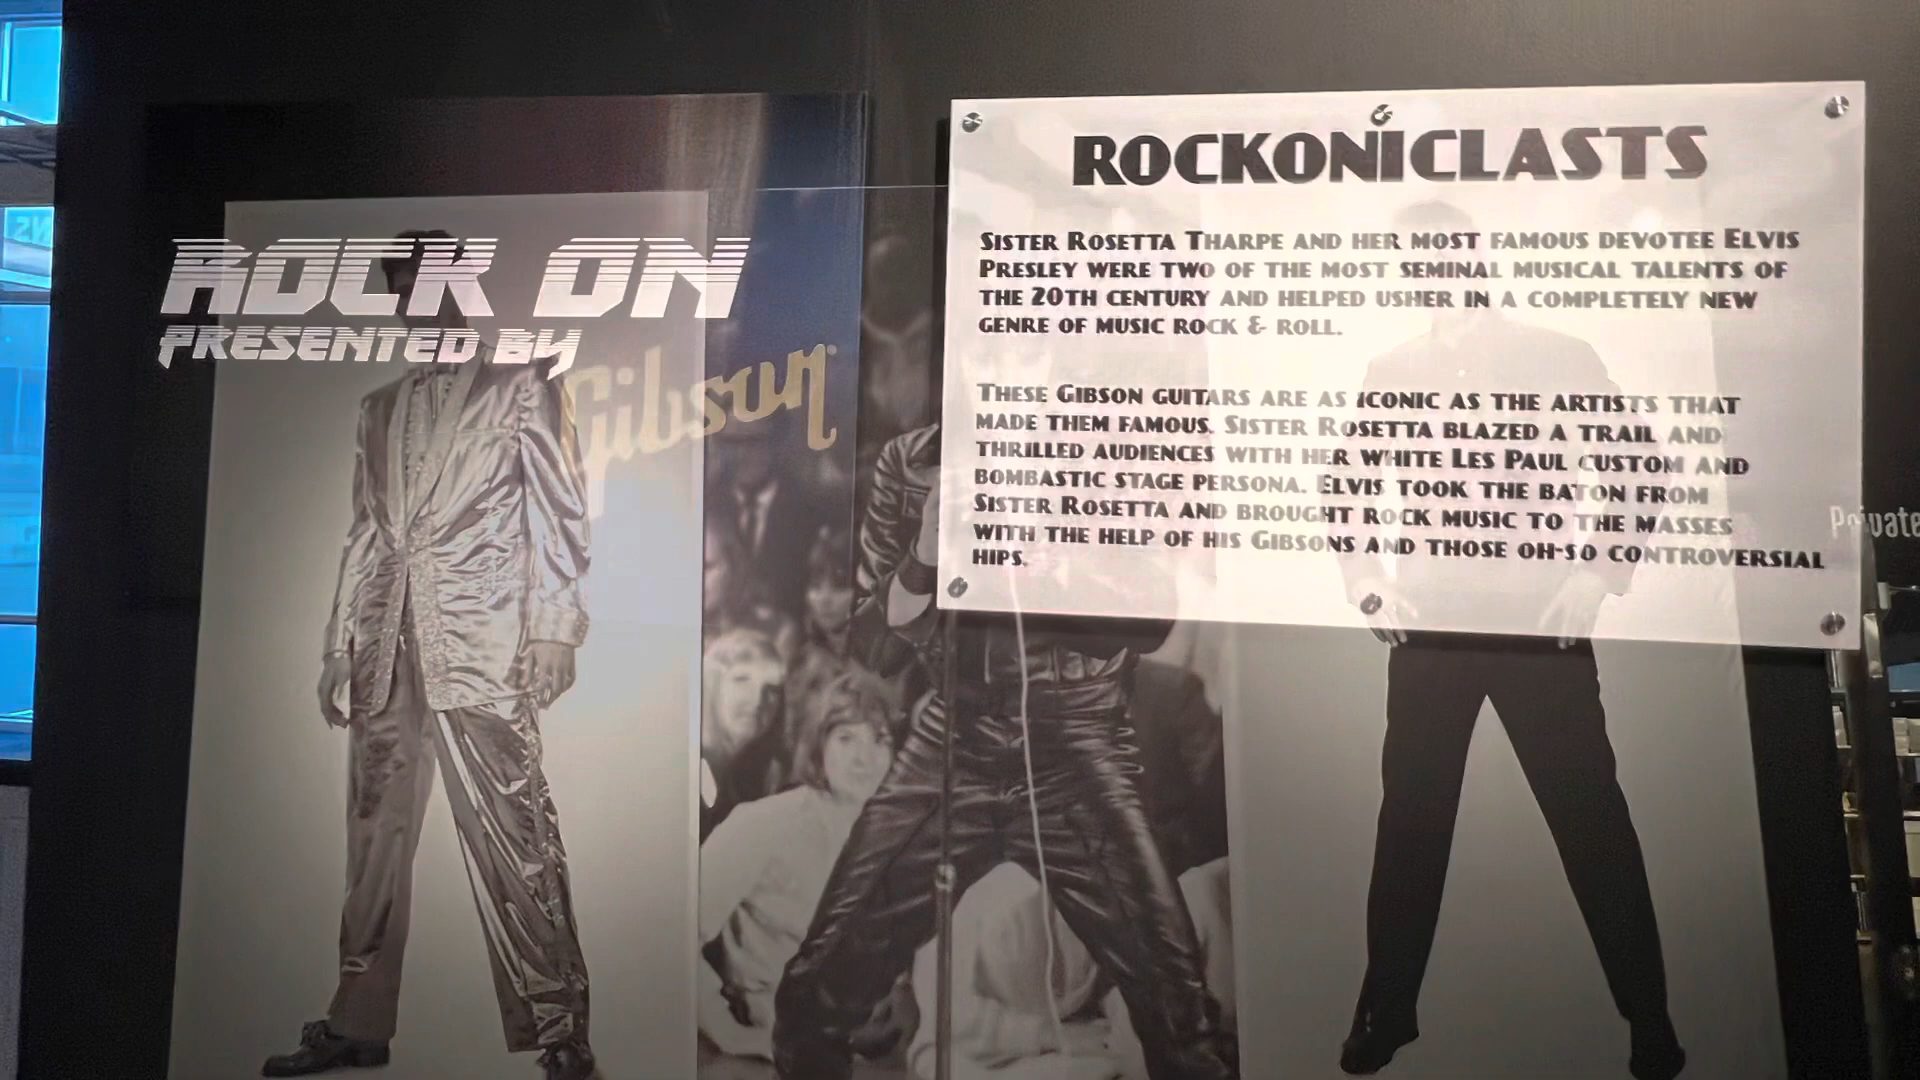 ROCK ON
PRESENTED BY
Gibson
ROCKONICLASTS
SISTER ROSETTA THARPE AND HER MOST FAMOUS DEVOTEE ELVIS
PRESLEY WERE TWO OF THE MOST SEMINAL MUSICAL TALENTS OF
THE 20TH CENTURY AND HELPED USHER IN A COMPLETELY NEW
GENRE OF MUSIC ROCK & ROLL.
THESE GIBSON GUITARS ARE AS ICONIC AS THE ARTISTS THAT
MADE THEM FAMOUS. SISTER ROSETTA BLAZED A TRAIL AND
THRILLED AUDIENCES WITH HER WHITE LES PAUL CUSTOM AND
BOMBASTIC STAGE PERSONA. ELVIS TOOK THE BATON FROM
SISTER ROSETTA AND BROUGHT ROCK MUSIC TO THE MASSES
WITH THE HELP OF HIS GIBSONS AND THOSE OH-SO CONTROVERSIAL
HIPS.
Private